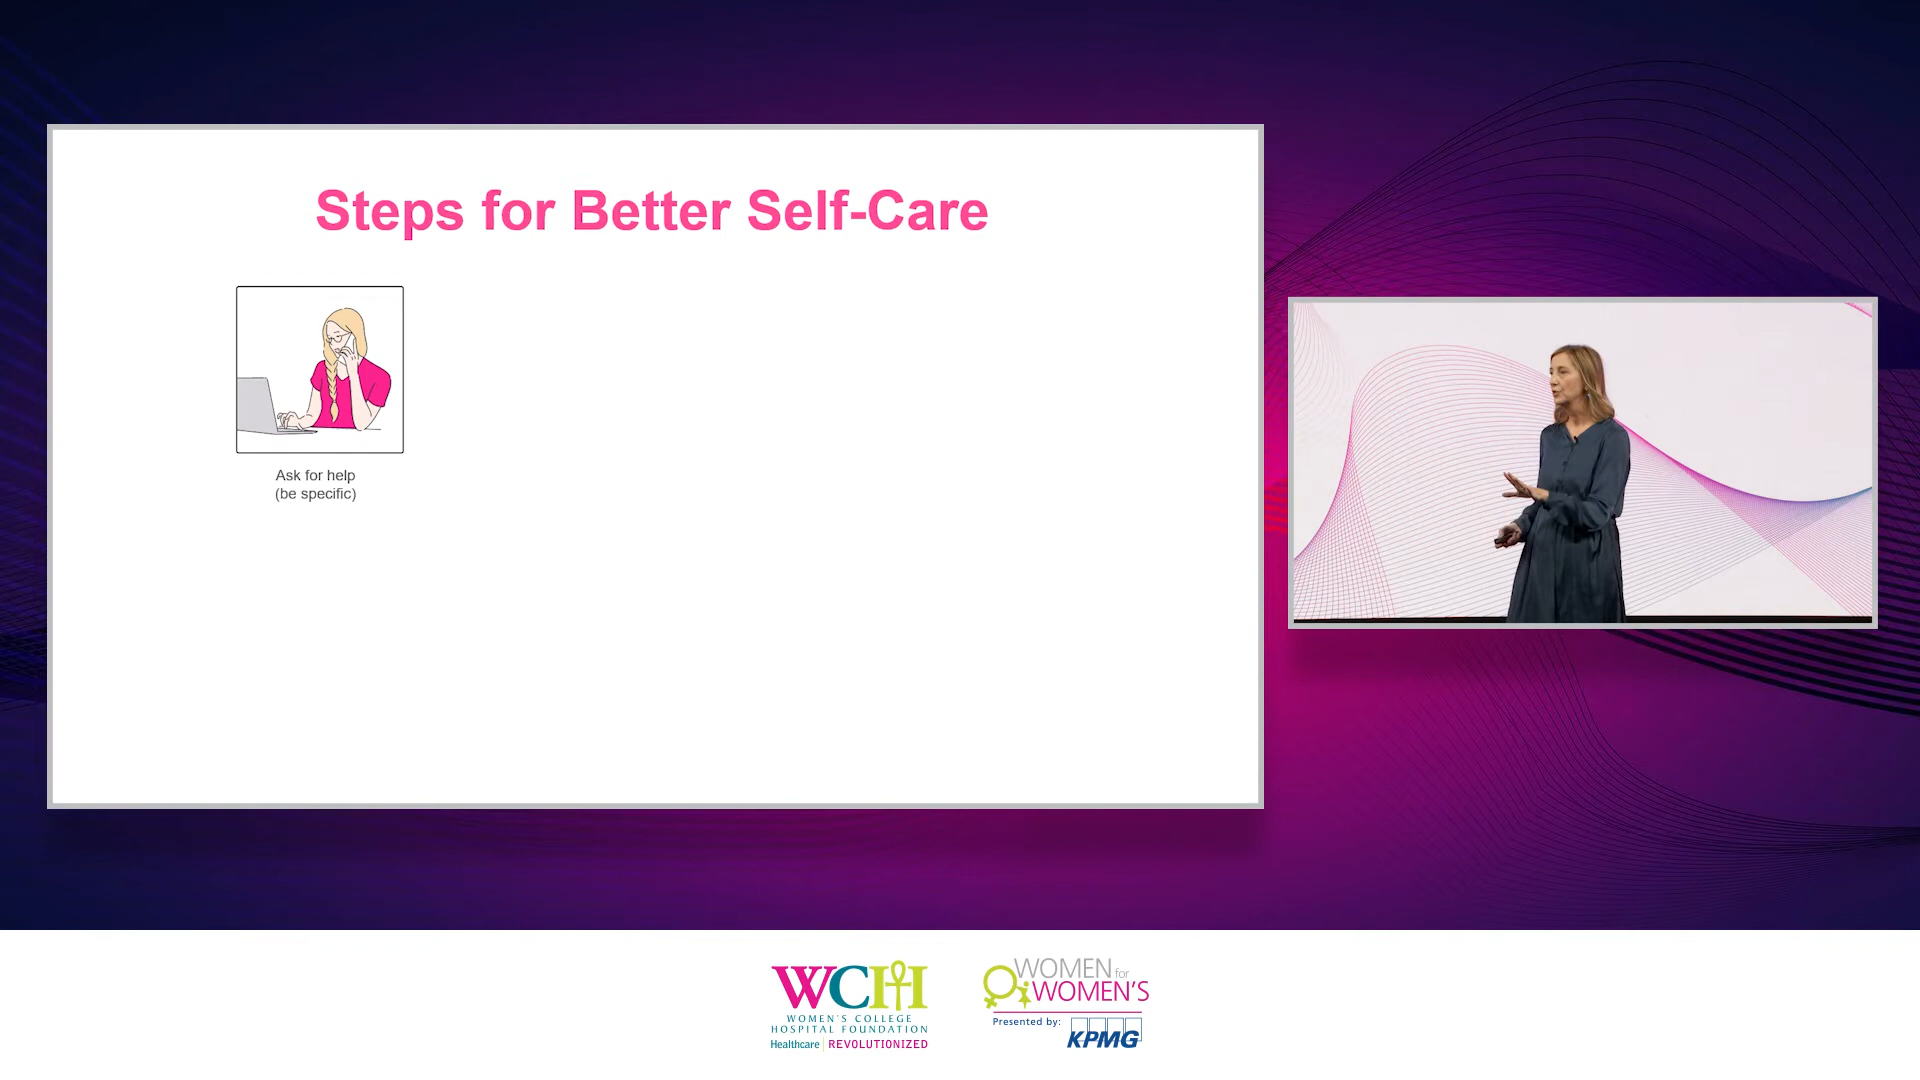 Steps for Better Self-Care
Ask for help
(be specific)
WCH
WOMEN'S COLLEGE
HOSPITAL FOUNDATION
Healthcare | REVOLUTIONIZED
WOMEN for
WOMEN'S
Presented by:
KPMG